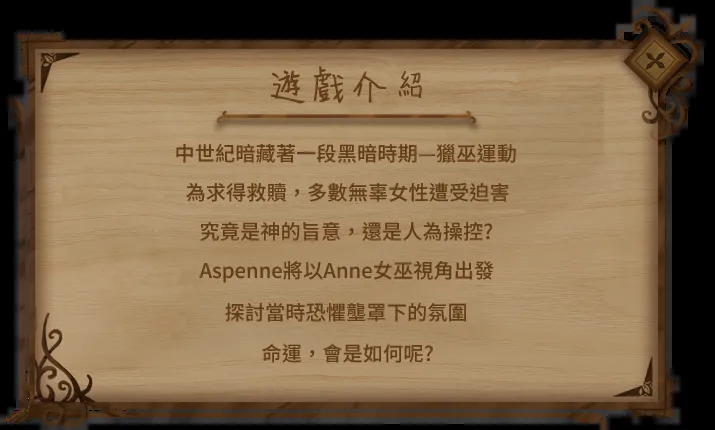 遊戲介紹
中世紀暗藏著一段黑暗時期—獵巫運動
為求得救贖，多數無辜女性遭受迫害
究竟是神的旨意，還是人為操控?
Aspenne將以Anne女巫視角出發
探討當時恐懼壟罩下的氛圍
命運，會是如何呢?